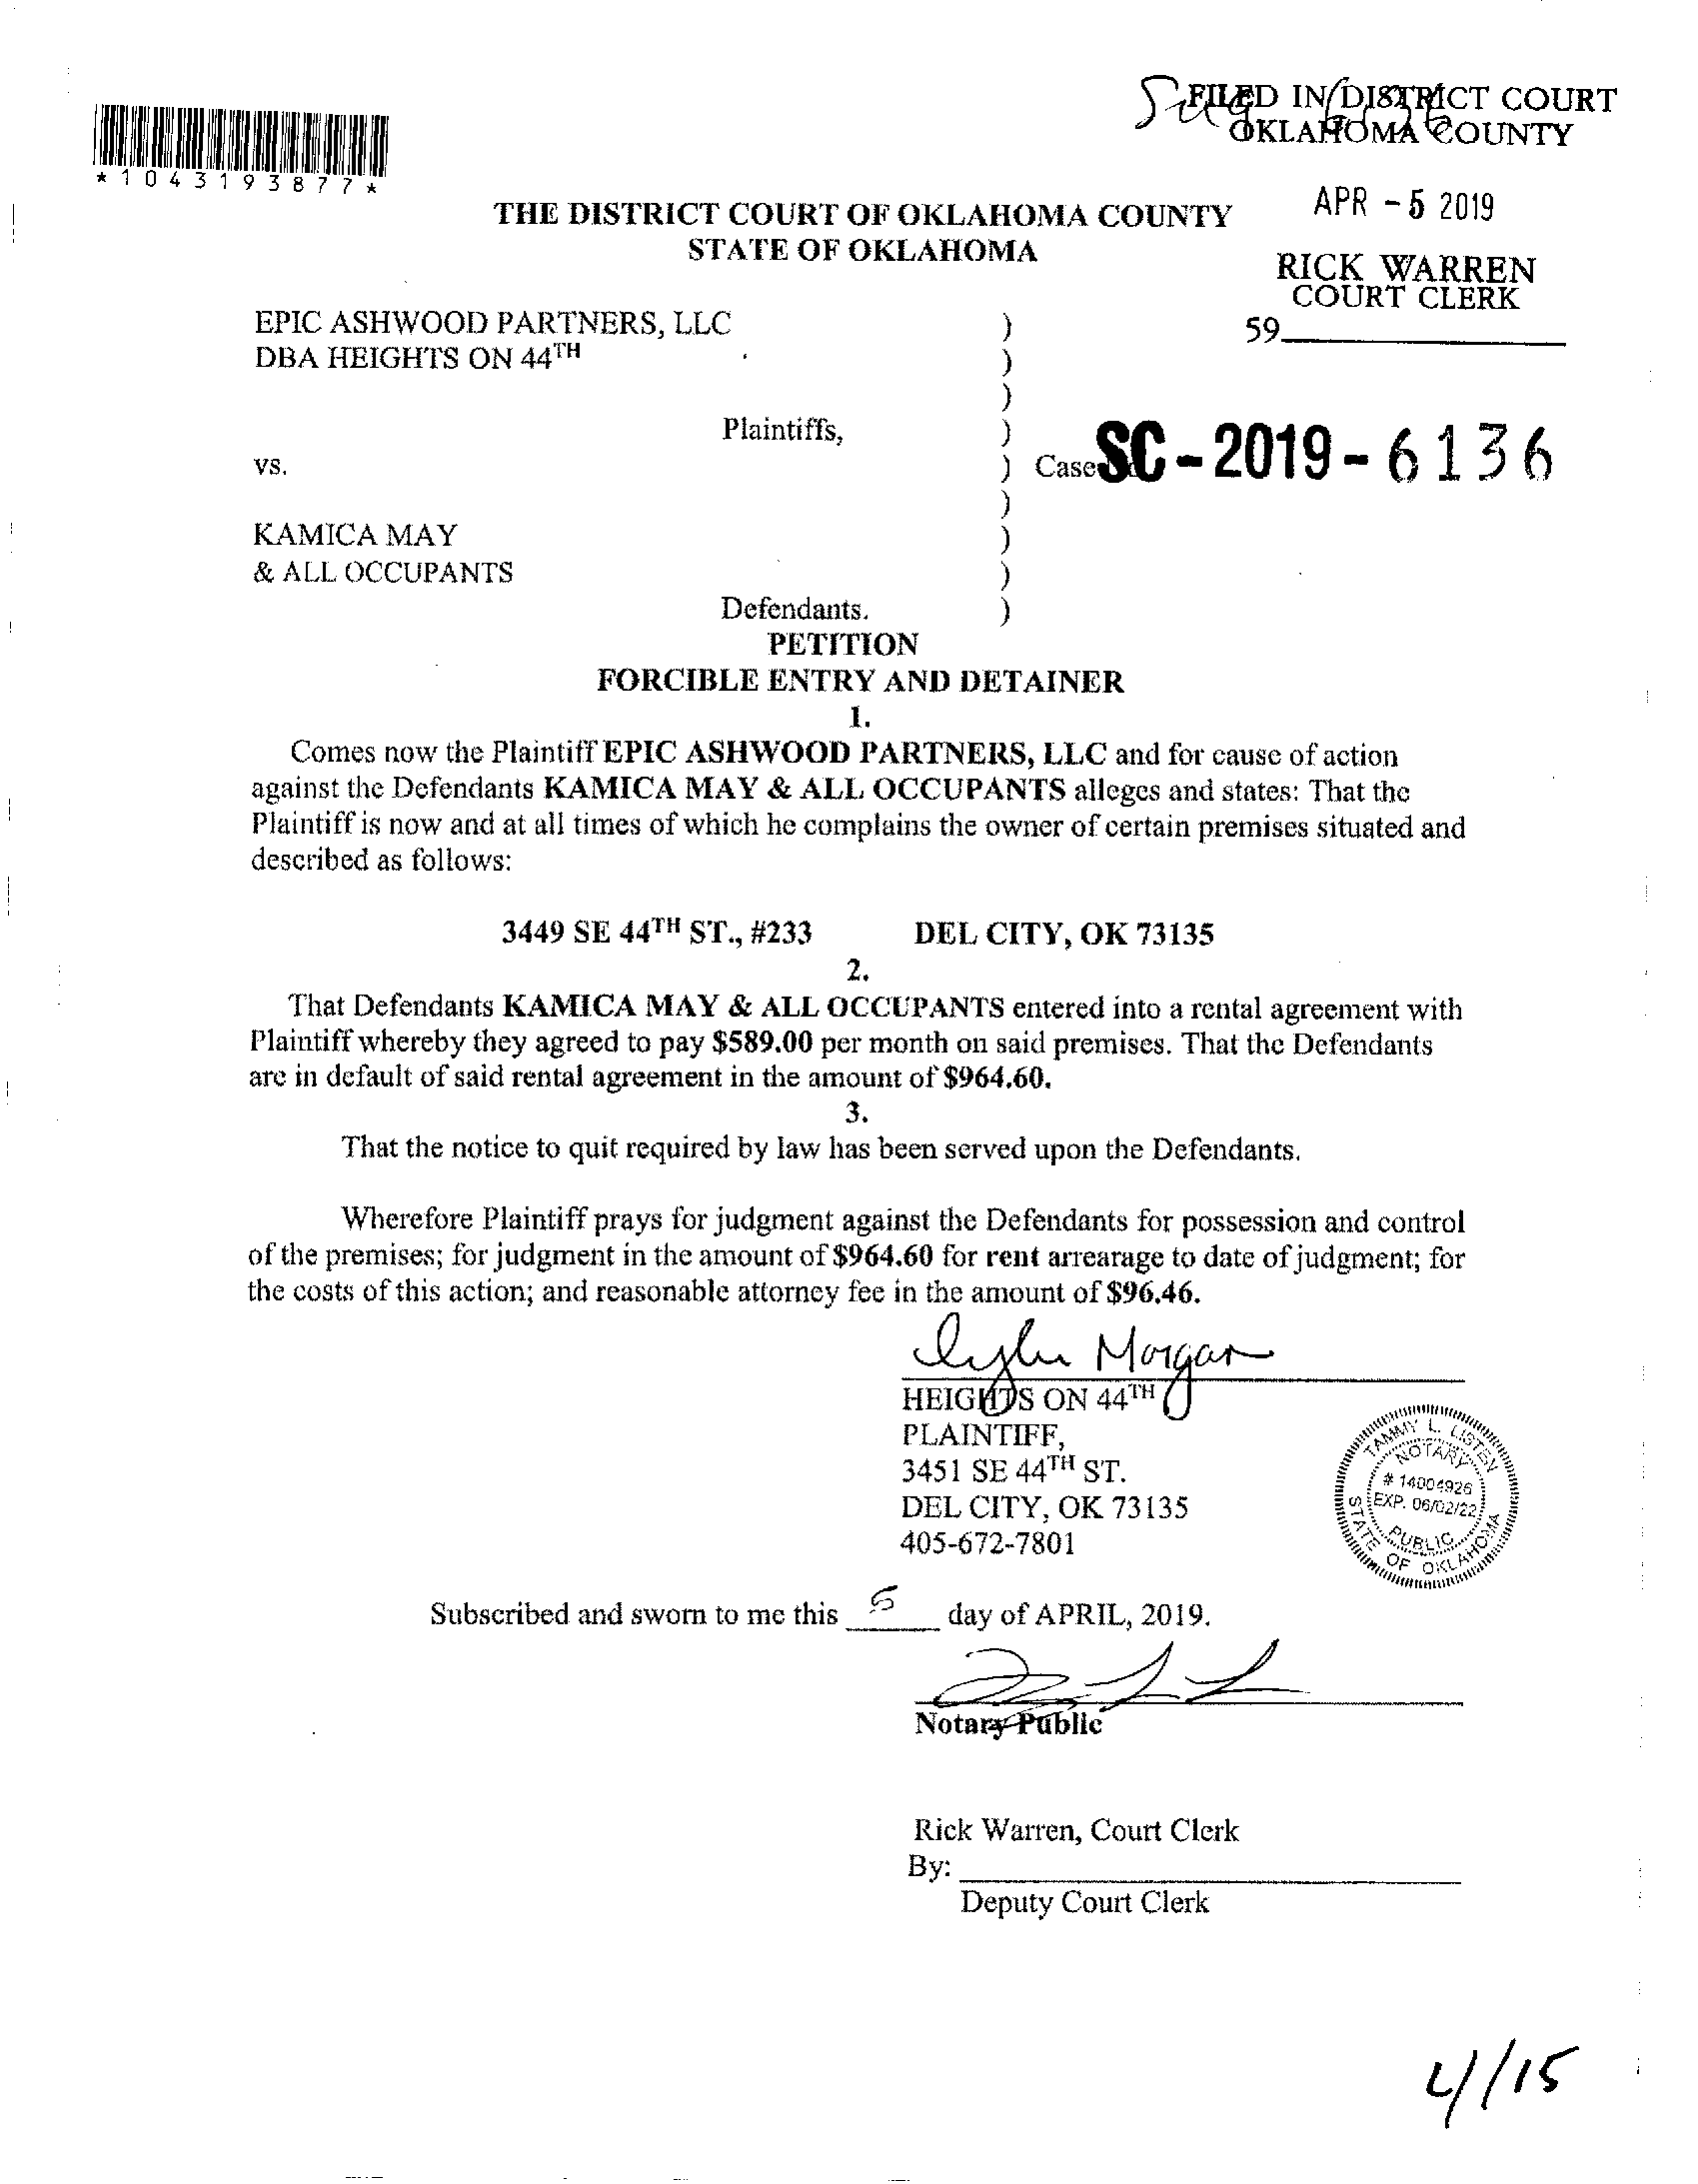 FILED IN DISTRICT COURT
OKLAHOMA COUNTY
*1043193877*
APR - 5 2019
THE DISTRICT COURT OF OKLAHOMA COUNTY
STATE OF OKLAHOMA
RICK WARREN
COURT CLERK
59
EPIC ASHWOOD PARTNERS, LLC )
DBA HEIGHTS ON 44TH )
)
Plaintiffs, )
vs. ) Case SC-2019-6136
)
KAMICA MAY )
& ALL OCCUPANTS )
Defendants. )
PETITION
FORCIBLE ENTRY AND DETAINER
1.
Comes now the Plaintiff EPIC ASHWOOD PARTNERS, LLC and for cause of action
against the Defendants KAMICA MAY & ALL OCCUPANTS alleges and states: That the
Plaintiff is now and at all times of which he complains the owner of certain premises situated and
described as follows:
3449 SE 44TH ST., #233 DEL CITY, OK 73135
2.
That Defendants KAMICA MAY & ALL OCCUPANTS entered into a rental agreement with
Plaintiff whereby they agreed to pay $589.00 per month on said premises. That the Defendants
are in default of said rental agreement in the amount of $964.60.
3.
That the notice to quit required by law has been served upon the Defendants.
Wherefore Plaintiff prays for judgment against the Defendants for possession and control
of the premises; for judgment in the amount of $964.60 for rent arrearage to date of judgment; for
the costs of this action; and reasonable attorney fee in the amount of $96.46.
Morgan
HEIGHTS ON 44TH
PLAINTIFF,
3451 SE 44TH ST.
DEL CITY, OK 73135
405-672-7801
TAMMY L. LISTEN
NOTARY
# 14004926
EXP. 06/02/22
PUBLIC
STATE OF OKLAHOMA
Subscribed and sworn to me this 5 day of APRIL, 2019.
Notary Public
Rick Warren, Court Clerk
By:
Deputy Court Clerk
4/15